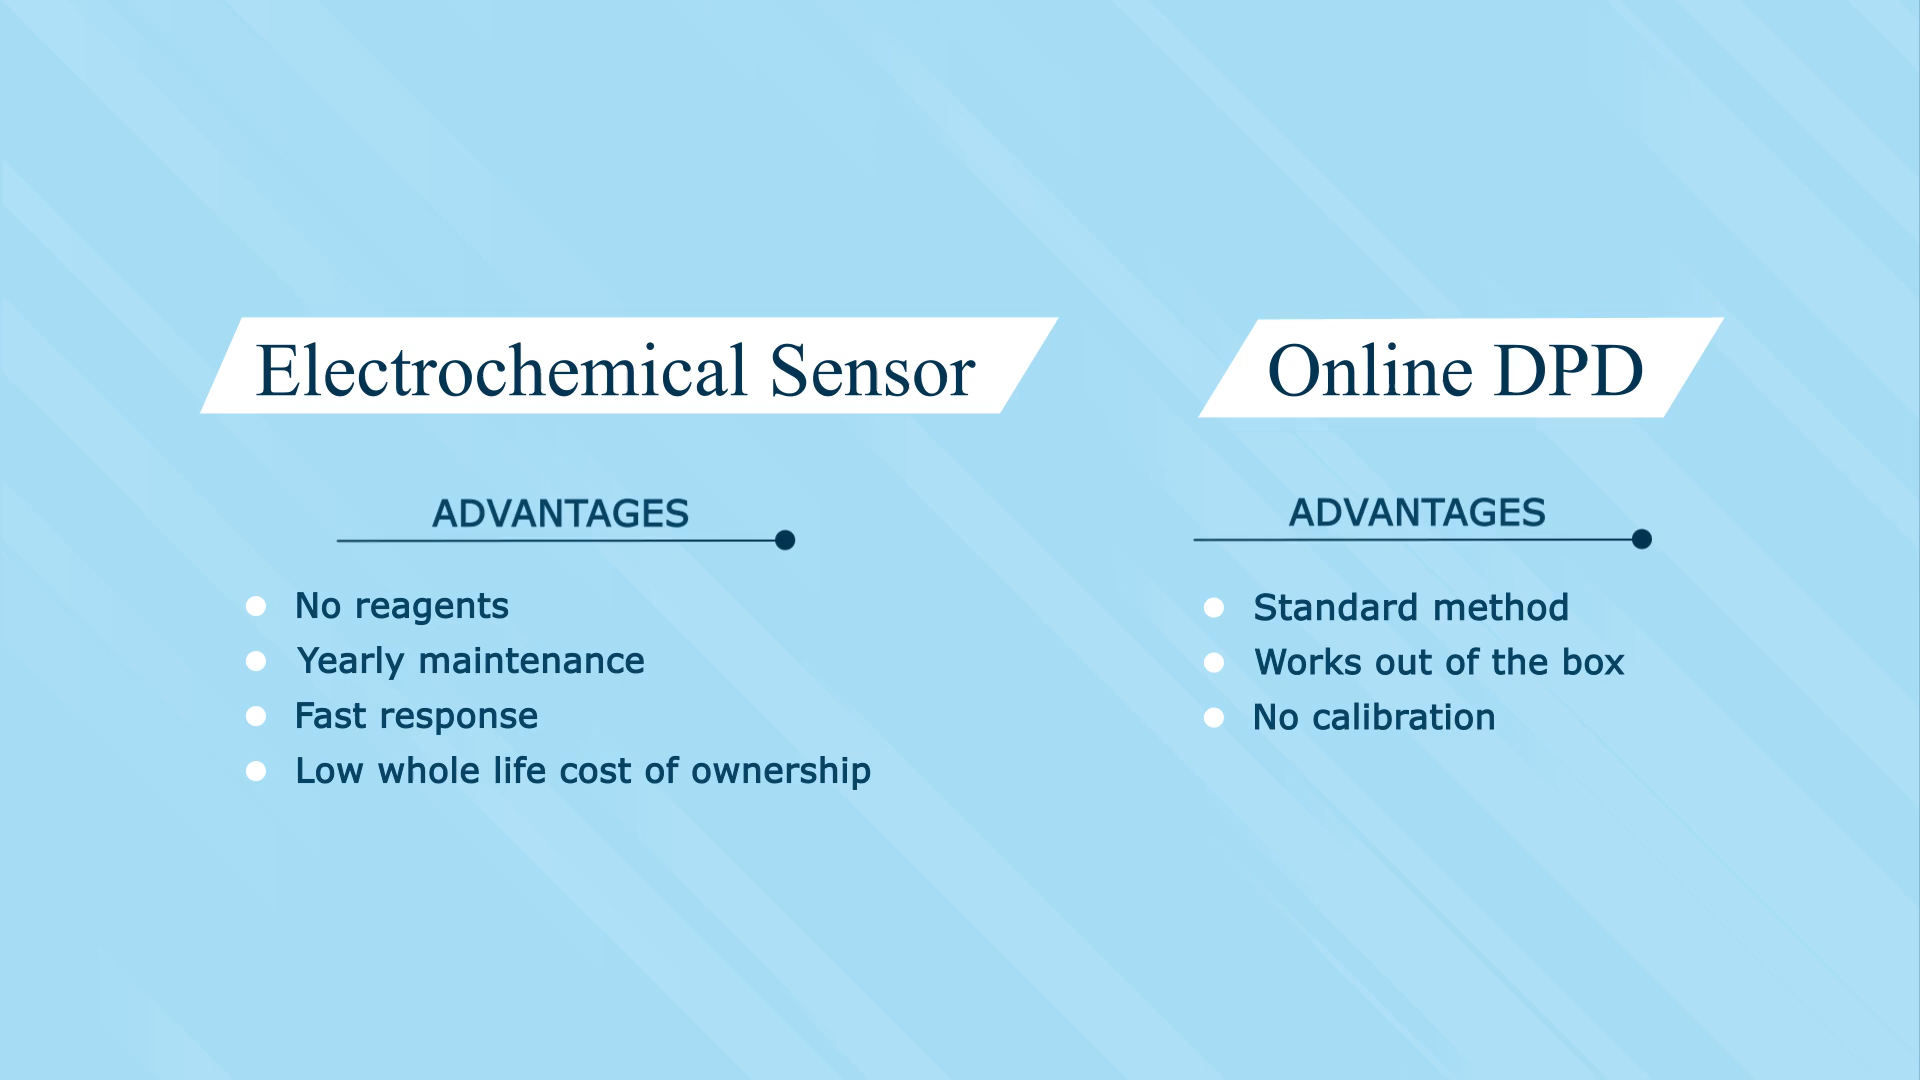 Electrochemical Sensor
ADVANTAGES
No reagents
Yearly maintenance
Fast response
Low whole life cost of ownership
Online DPD
ADVANTAGES
Standard method
Works out of the box
No calibration